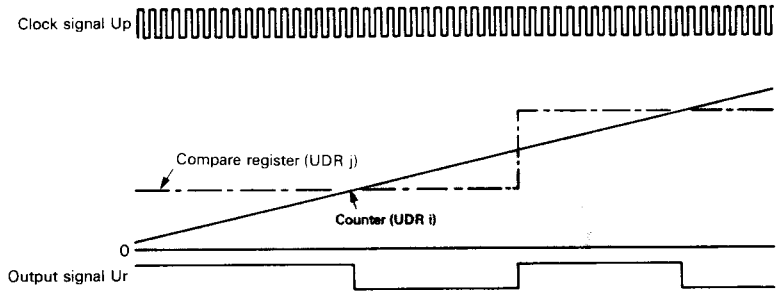 Clock signal Up
Compare register (UDR j)
Counter (UDR i)
0
Output signal Ur